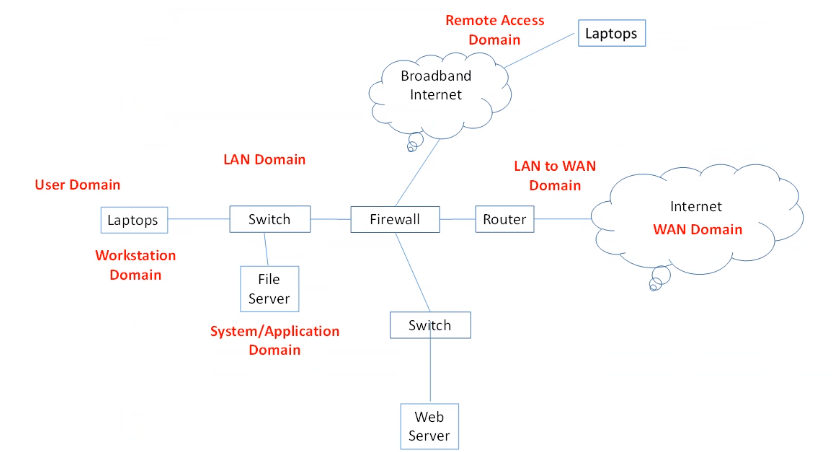 Remote Access
Domain
Laptops
Broadband
Internet
LAN Domain
LAN to WAN
Domain
User Domain
Laptops
Switch
Firewall
Router
Internet
WAN Domain
Workstation
Domain
File
Server
System/Application
Domain
Switch
Web
Server